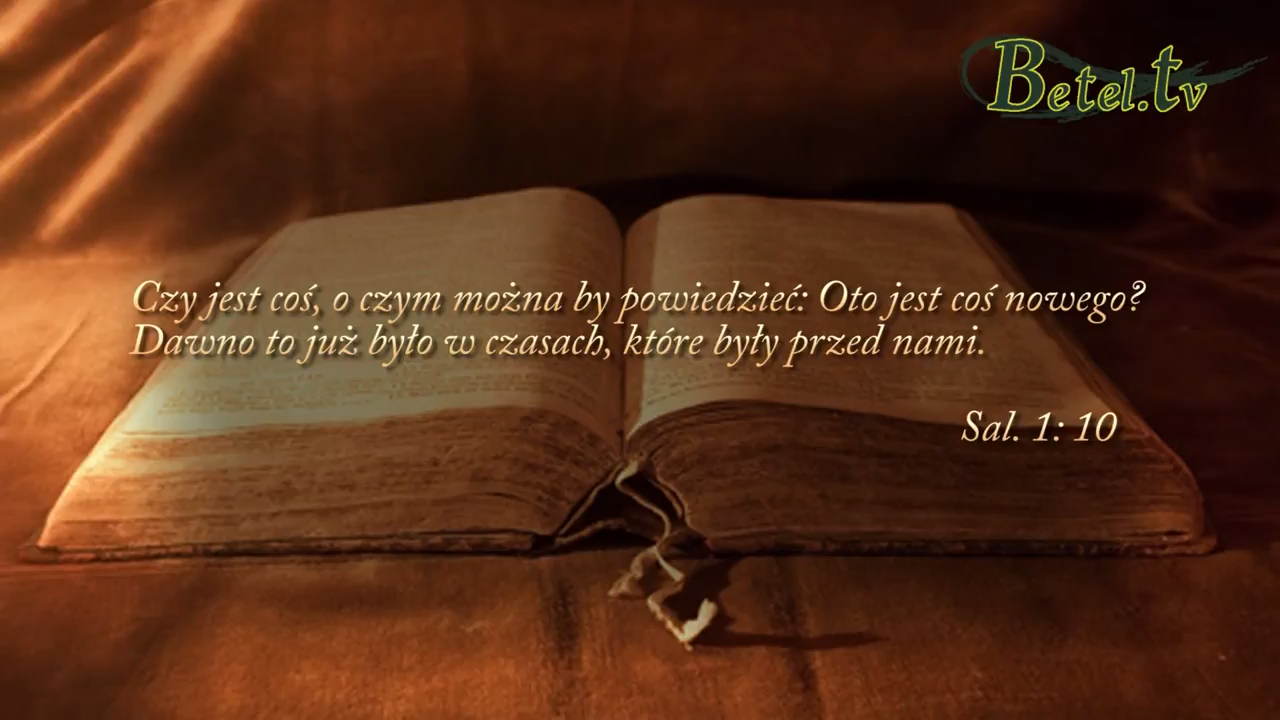 Betel.tv
Czy jest coś, o czym można by powiedzieć: Oto jest coś nowego?
Dawno to już było w czasach, które były przed nami.
Sal. 1: 10